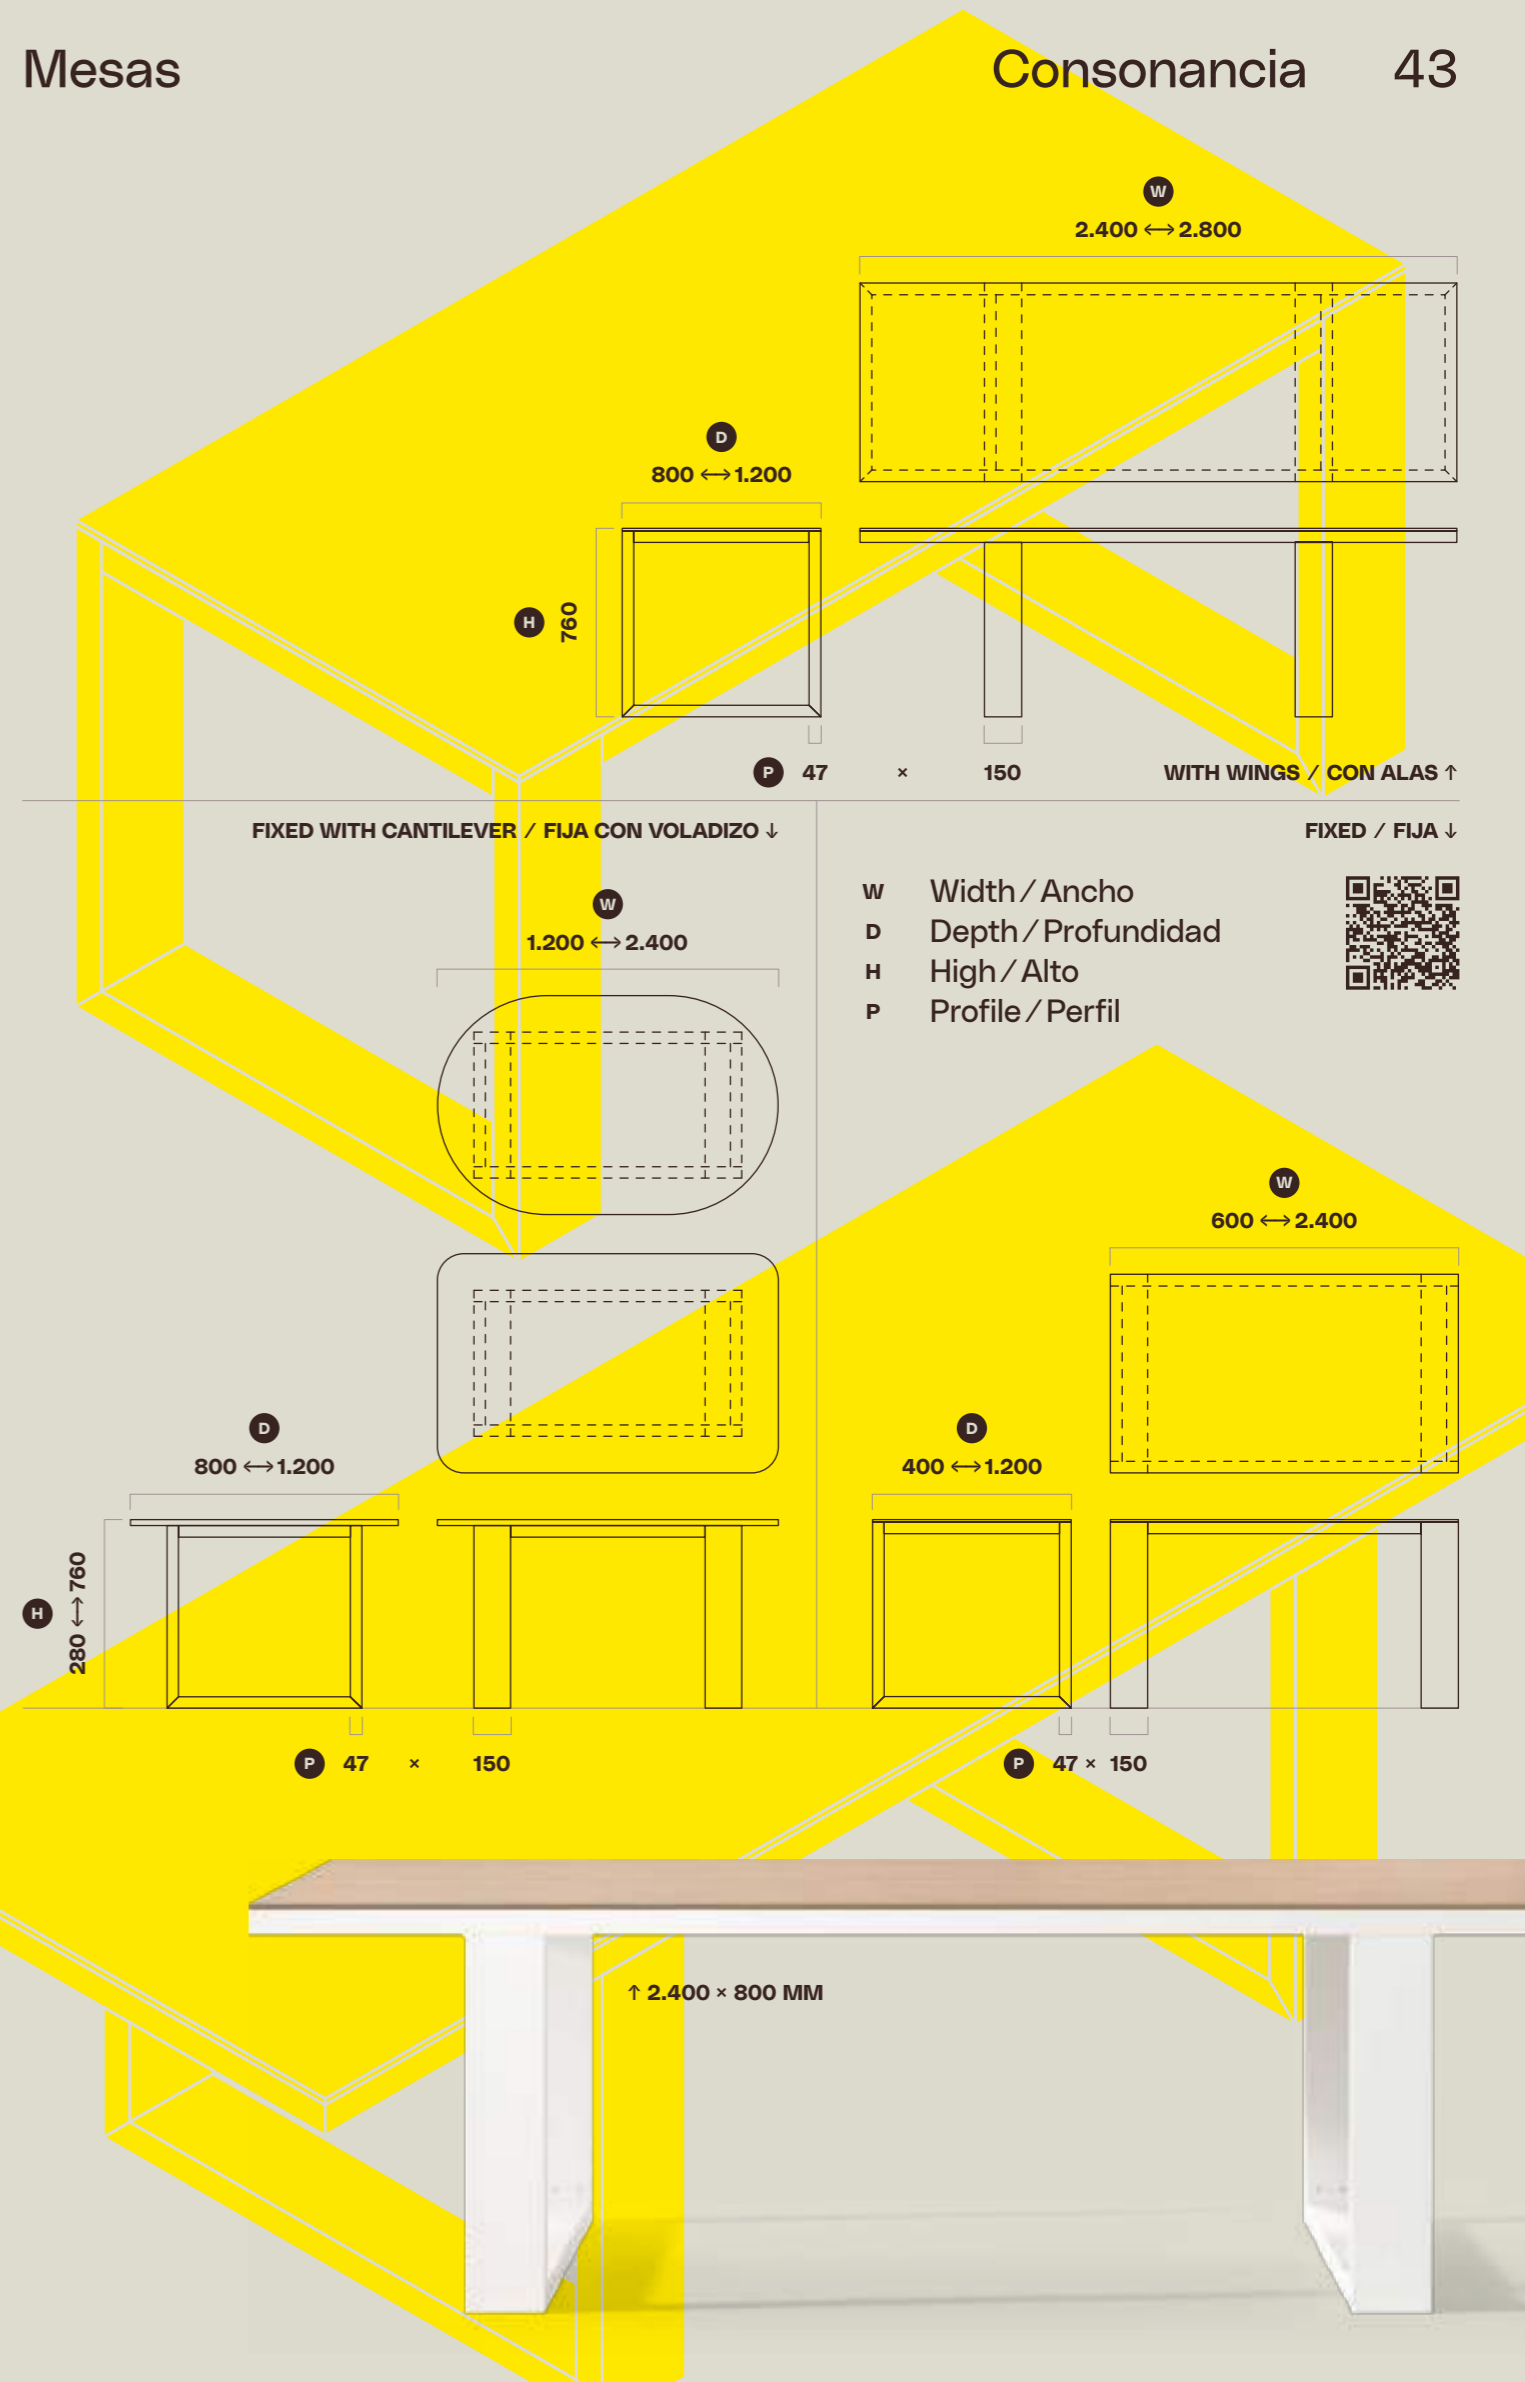 Mesas
Consonancia 43
W
2.400 ↔ 2.800
D
800 ↔ 1.200
H
760
P 47 × 150
WITH WINGS / CON ALAS ↑
FIXED WITH CANTILEVER / FIJA CON VOLADIZO ↓
FIXED / FIJA ↓
W Width / Ancho
D Depth / Profundidad
H High / Alto
P Profile / Perfil
W
1.200 ↔ 2.400
W
600 ↔ 2.400
D
800 ↔ 1.200
D
400 ↔ 1.200
H
280 ↔ 760
P 47 × 150
P 47 × 150
↑ 2.400 × 800 MM